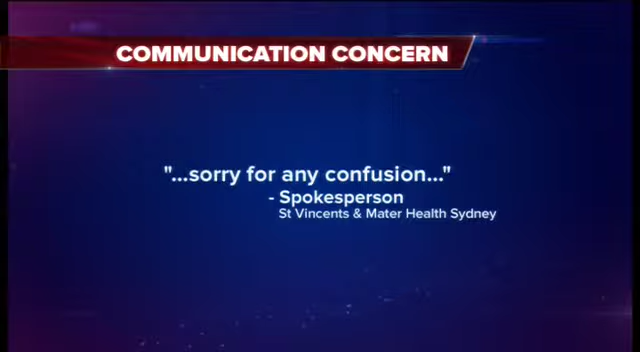 COMMUNICATION CONCERN
"...sorry for any confusion..."
- Spokesperson
St Vincents & Mater Health Sydney